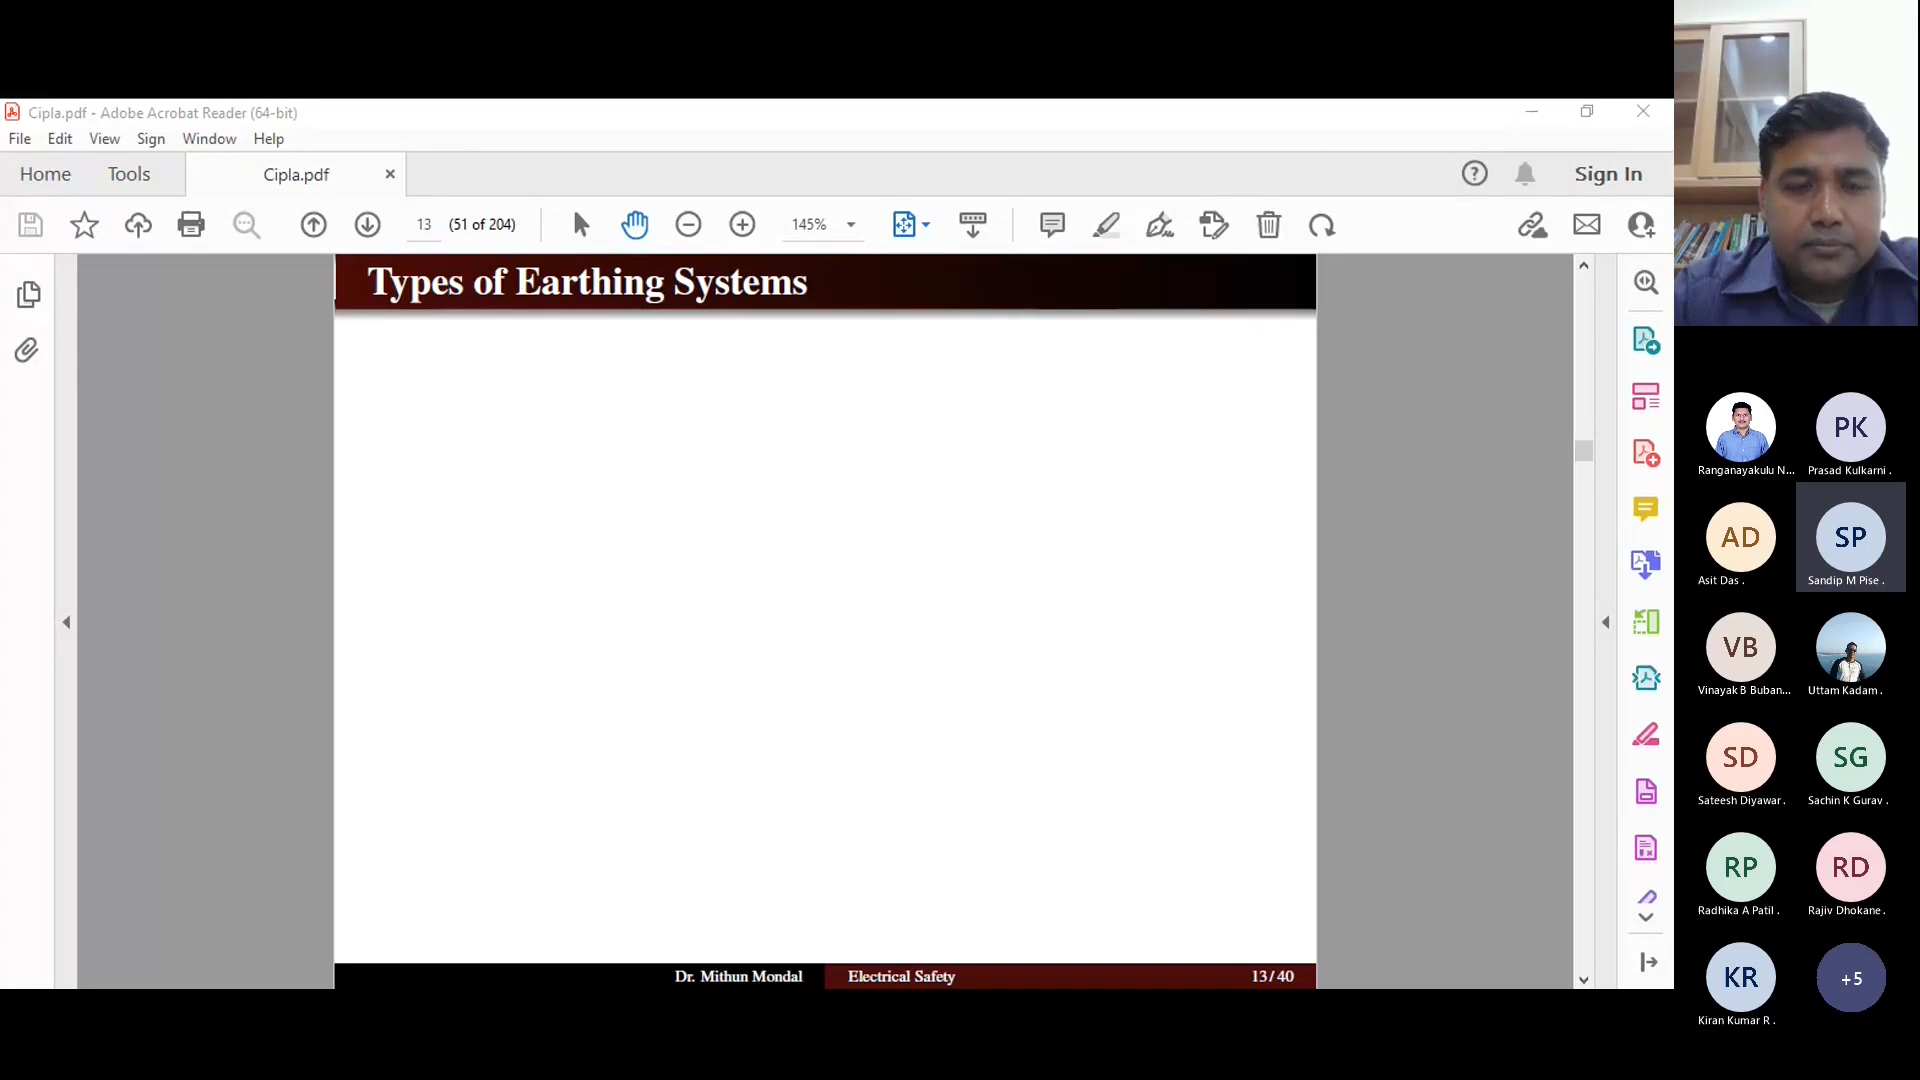 Cipla.pdf - Adobe Acrobat Reader (64-bit)
File Edit View Sign Window Help
Home Tools Cipla.pdf Sign In
13 (51 of 204) 145%
Types of Earthing Systems
Dr. Mithun Mondal Electrical Safety 13/40
PK
Ranganayakulu N... Prasad Kulkarni .
AD SP
Asit Das . Sandip M Pise .
VB
Vinayak B Buban... Uttam Kadam .
SD SG
Sateesh Diyawar . Sachin K Gurav .
RP RD
Radhika A Patil . Rajiv Dhokane .
KR +5
Kiran Kumar R .